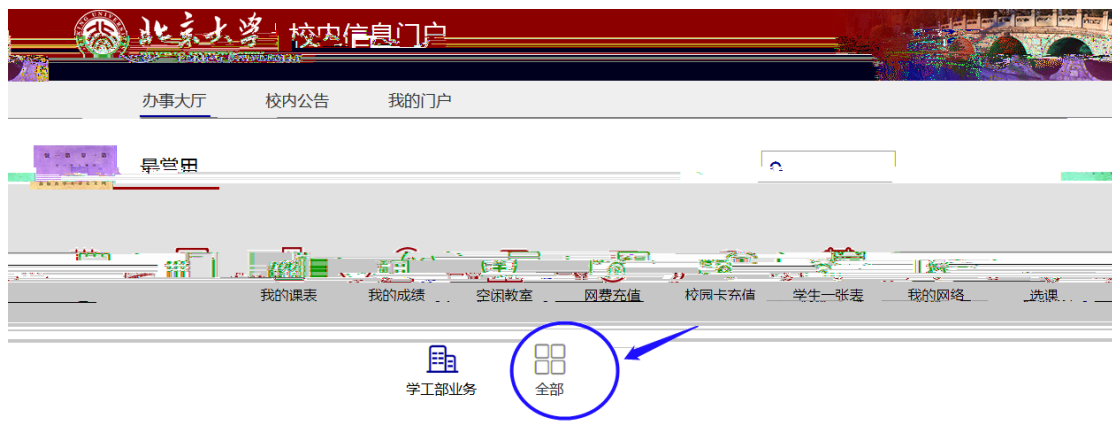 北京大学 校内信息门户
办事大厅 校内公告 我的门户
最常用
我的课表 我的成绩 空闲教室 网费充值 校园卡充值 学生一张表 我的网络 选课
学工部业务 全部